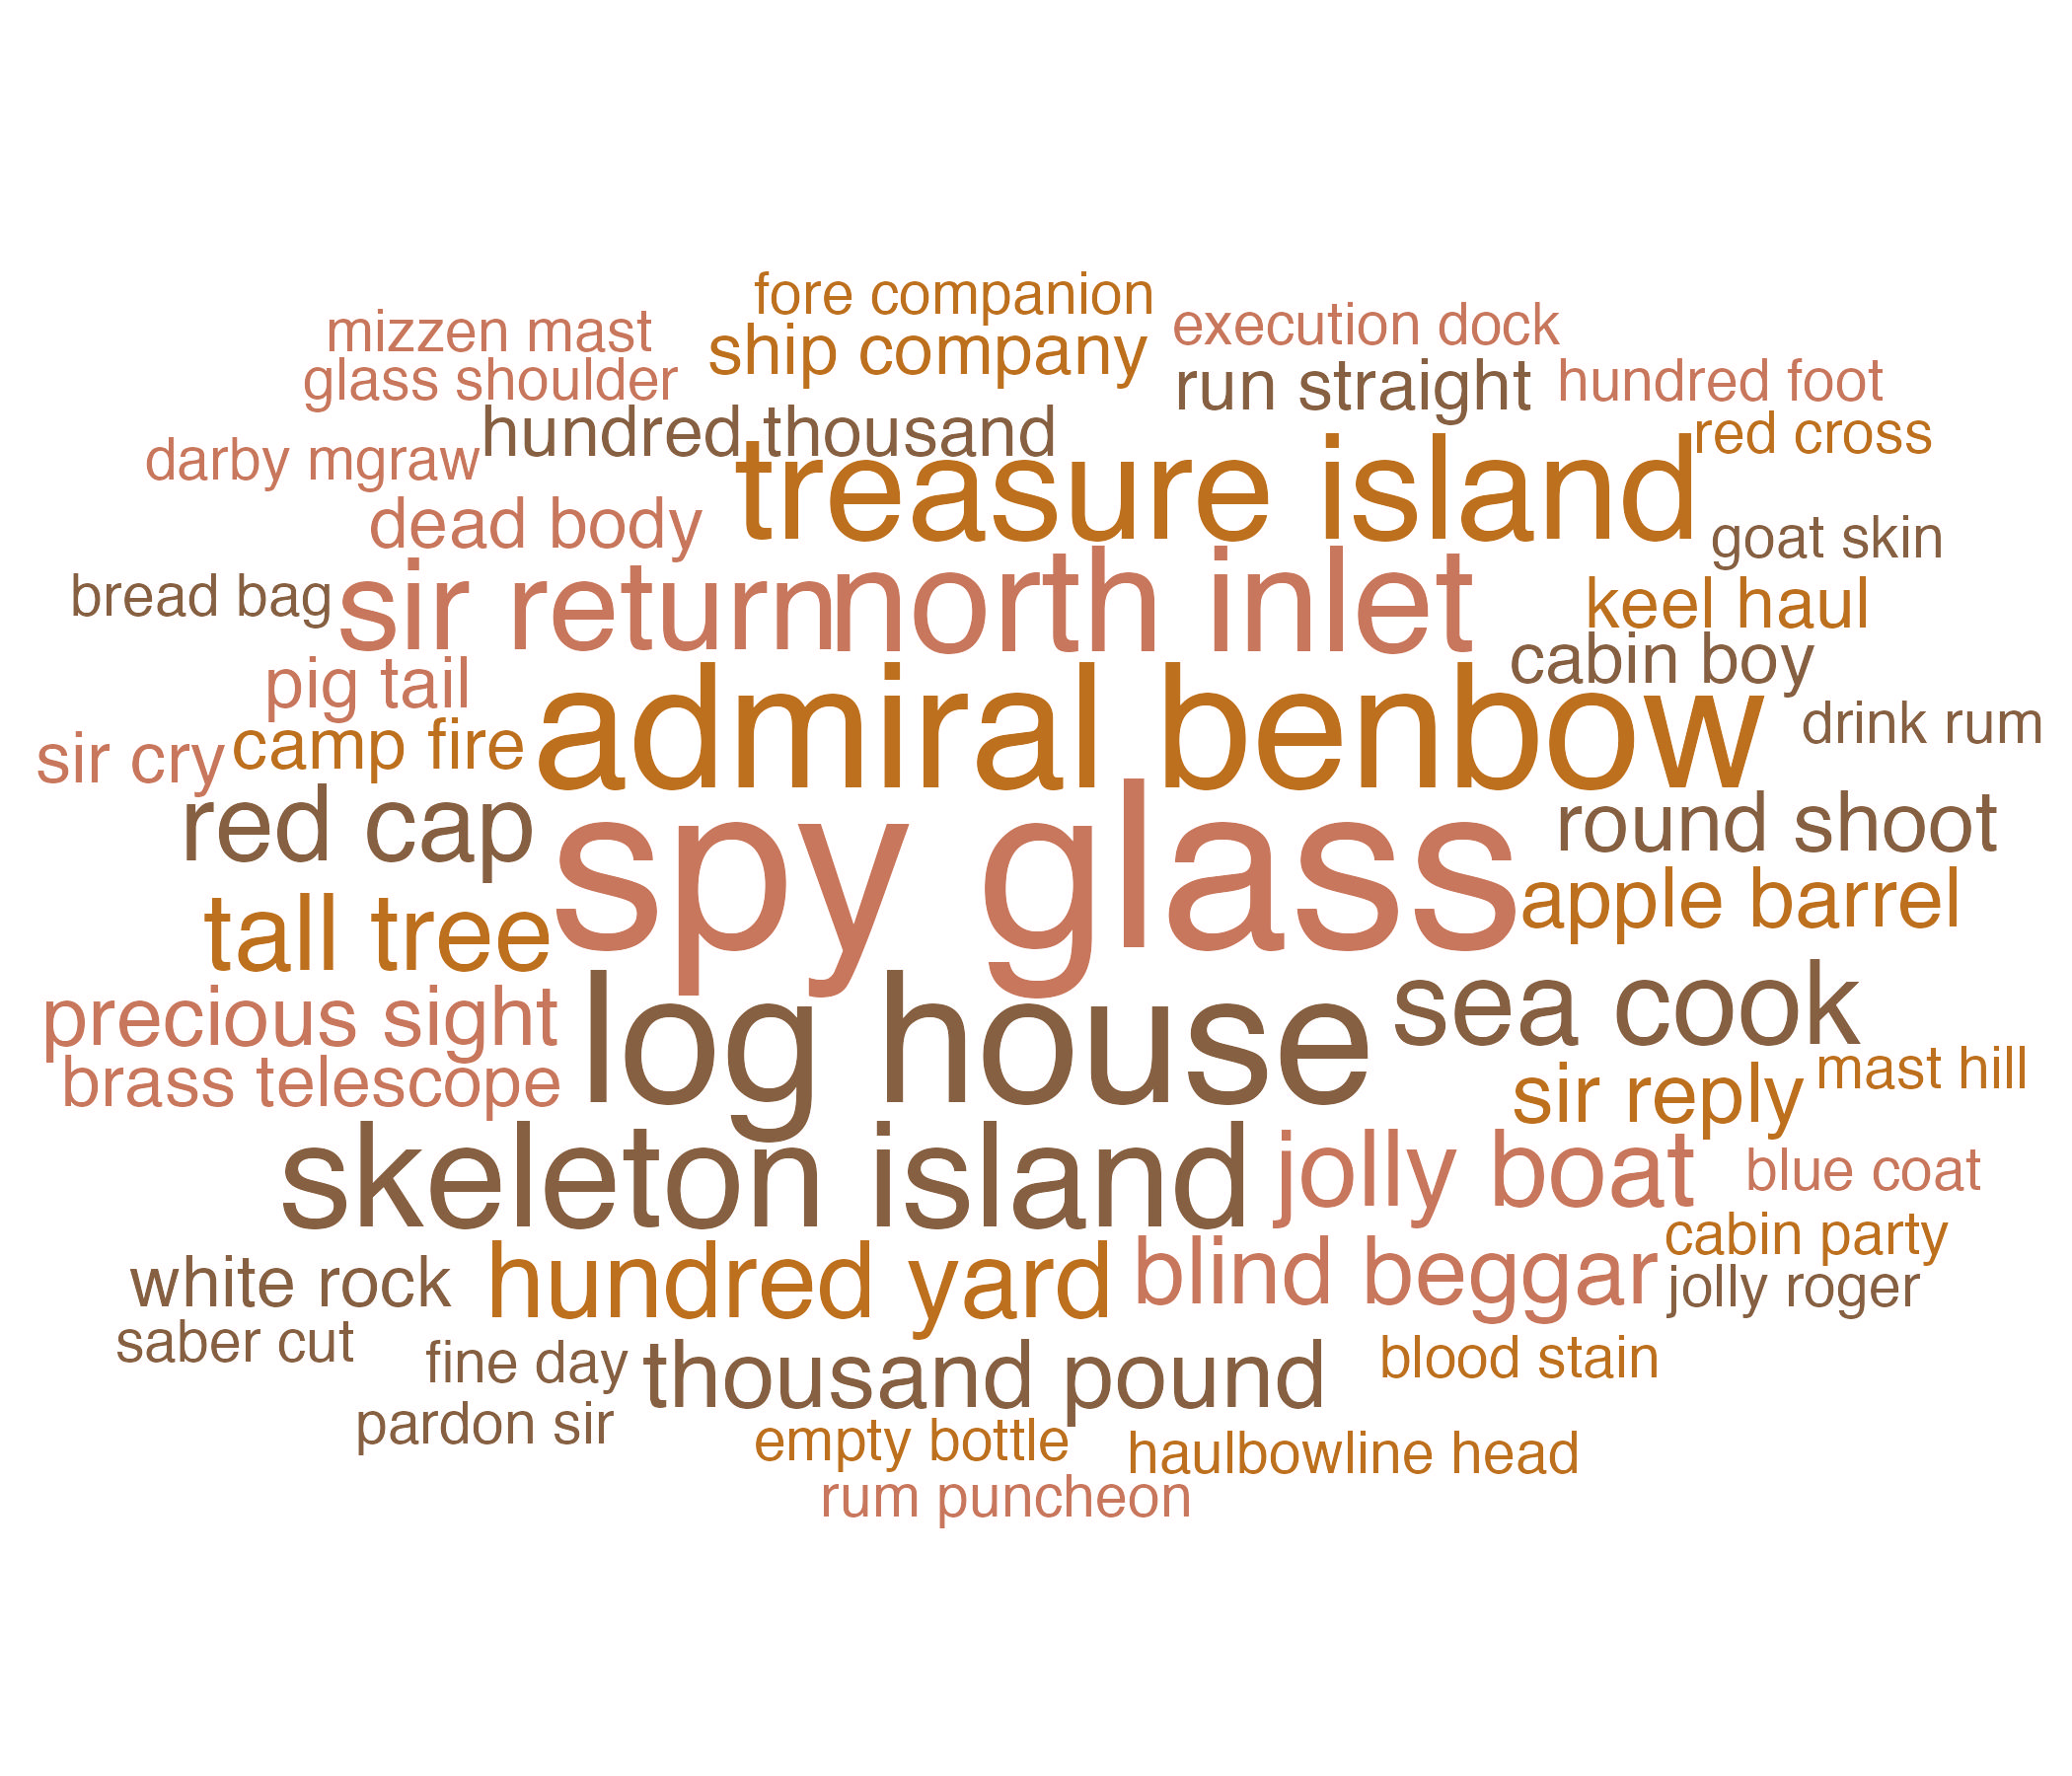 fore companion
mizzen mast
execution dock
ship company
glass shoulder
run straight
hundred foot
hundred thousand
red cross
darby mgraw
treasure island
dead body
goat skin
bread bag
sir return
north inlet
keel haul
cabin boy
pig tail
admiral benbow
drink rum
sir cry
camp fire
red cap
round shoot
spy glass
apple barrel
tall tree
precious sight
log house
sea cook
brass telescope
sir reply
mast hill
skeleton island
jolly boat
blue coat
cabin party
white rock
hundred yard
blind beggar
jolly roger
saber cut
fine day
thousand pound
blood stain
pardon sir
empty bottle
haulbowline head
rum puncheon